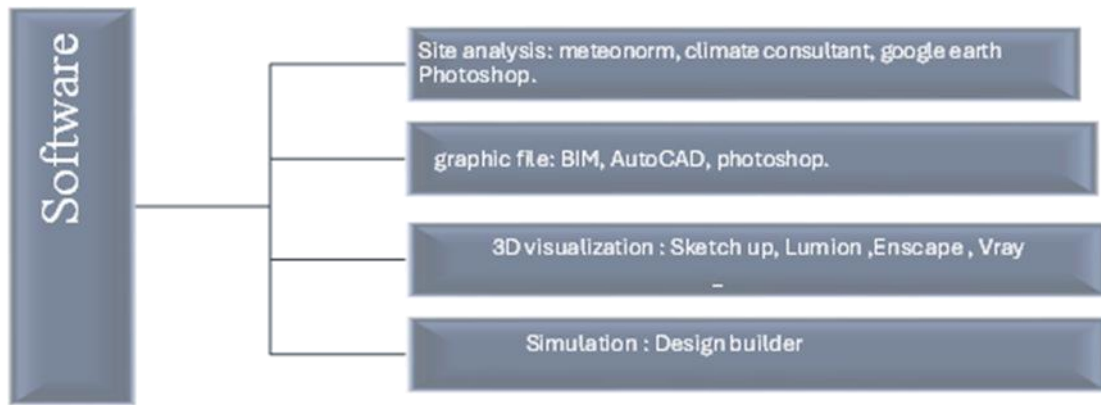 Software
Site analysis: meteonorm, climate consultant, google earth
Photoshop.
graphic file: BIM, AutoCAD, photoshop.
3D visualization : Sketch up, Lumion ,Enscape , Vray
_
Simulation : Design builder